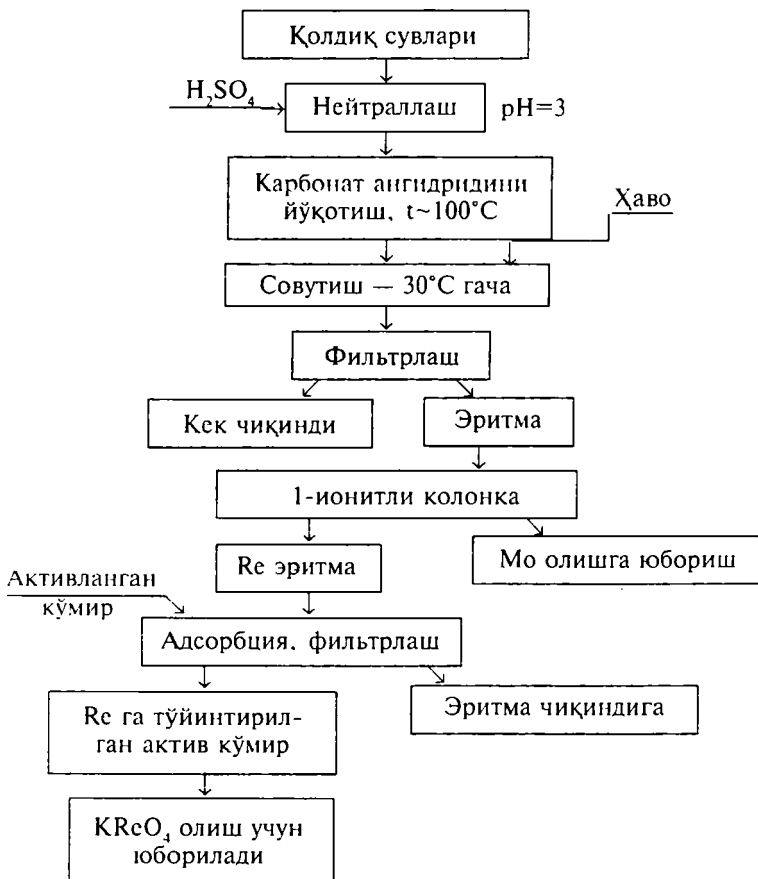 Қолдиқ сувлари
H₂SO₄
Нейтраллаш
pH=3
Карбонат ангидридини
йўқотиш, t~100°C
Ҳаво
Совутиш — 30°C гача
Фильтрлаш
Кек чиқинди
Эритма
1-ионитли колонка
Re эритма
Мо олишга юбориш
Активланган
кўмир
Адсорбция, фильтрлаш
Re га тўйинтирил-
ган актив кўмир
Эритма чиқиндига
KReO₄ олиш учун
юборилади